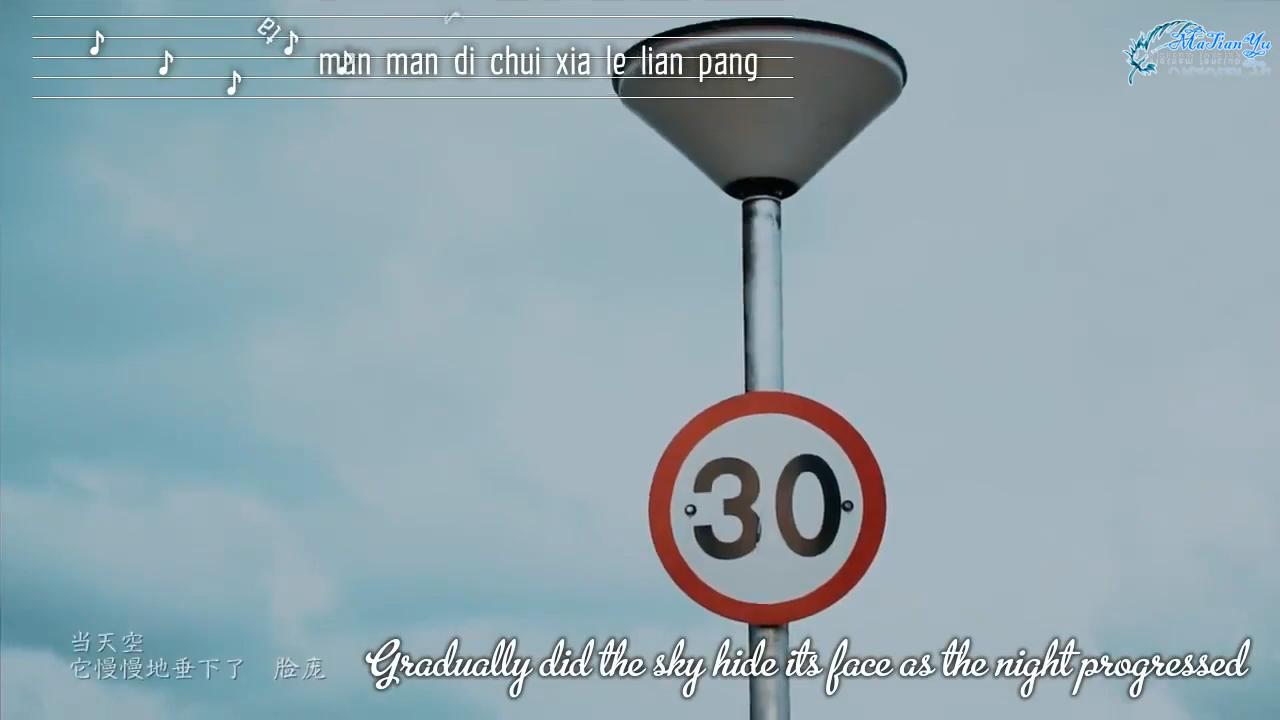 ta
man man di chui xia le lian pang
MaTianYu
30
当天空
它慢慢地垂下了 脸庞
Gradually did the sky hide its face as the night progressed